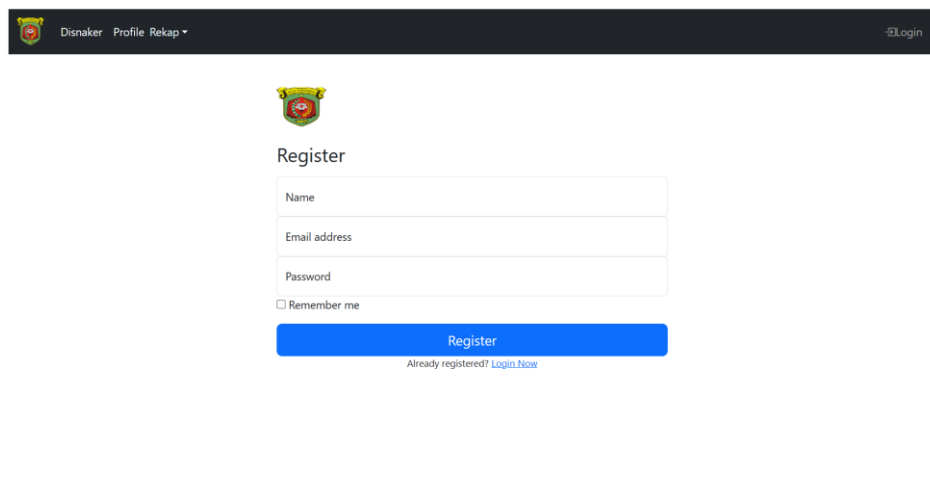 Disnaker Profile Rekap Login
Register
Name
Email address
Password
Remember me
Register
Already registered? Login Now